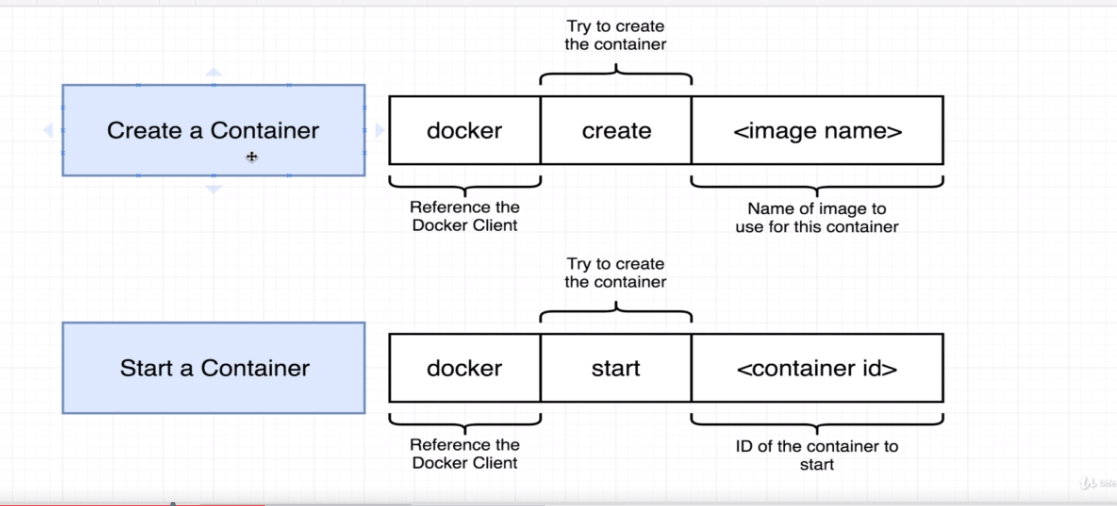 Try to create
the container
Create a Container
docker
create
<image name>
Reference the
Docker Client
Name of image to
use for this container
Try to create
the container
Start a Container
docker
start
<container id>
Reference the
Docker Client
ID of the container to
start